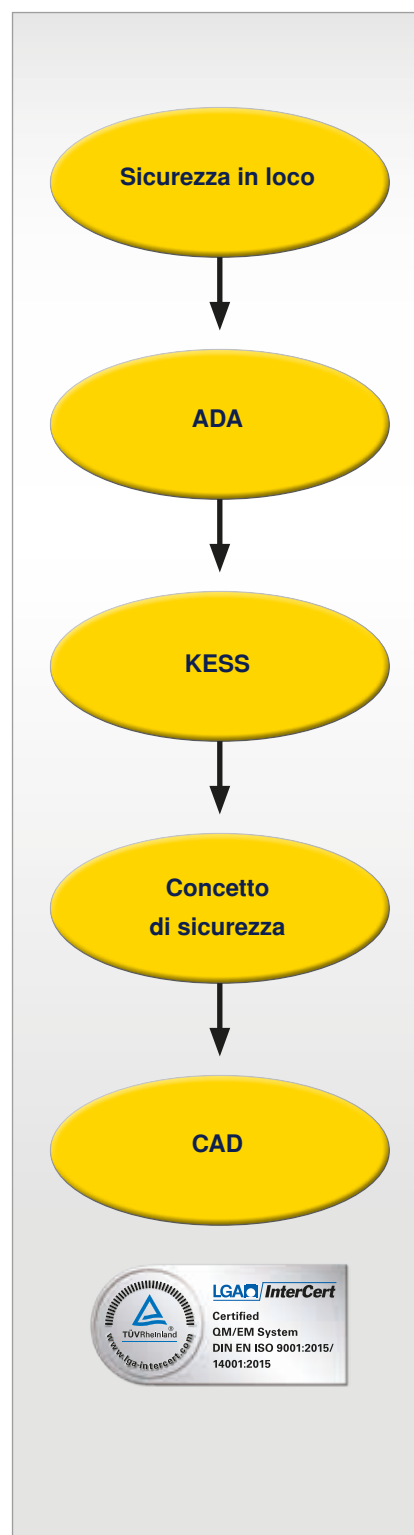 Sicurezza in loco
ADA
KESS
Concetto
di sicurezza
CAD
TÜVRheinland®
www.lga-intercert.com
LGA InterCert
Certified
QM/EM System
DIN EN ISO 9001:2015/
14001:2015